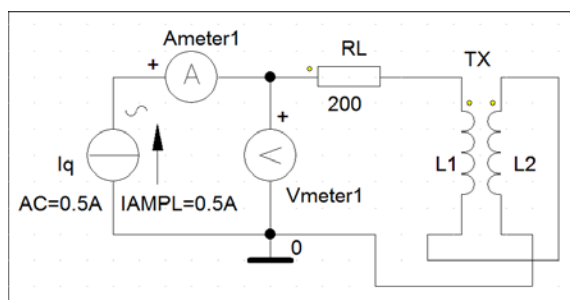 Ameter1
RL
TX
+
A
200
+
V
L1
L2
Iq
Vmeter1
AC=0.5A
IAMPL=0.5A
0